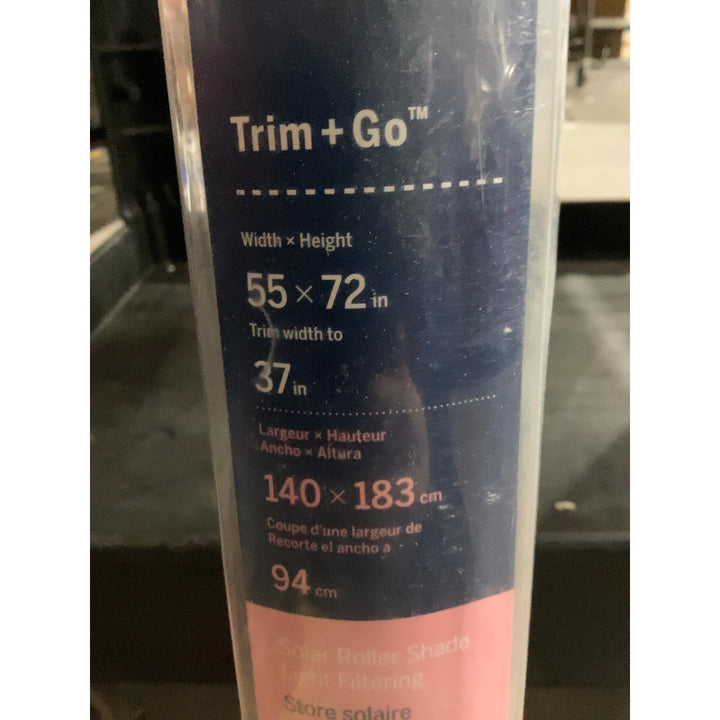 Trim + Go™
Width × Height
55 × 72 in
Trim width to
37 in
Largeur × Hauteur
Ancho × Altura
140 × 183 cm
Coupe d'une largeur de
Recorte el ancho a
94 cm
Solar Roller Shade
Light Filtering
Store solaire